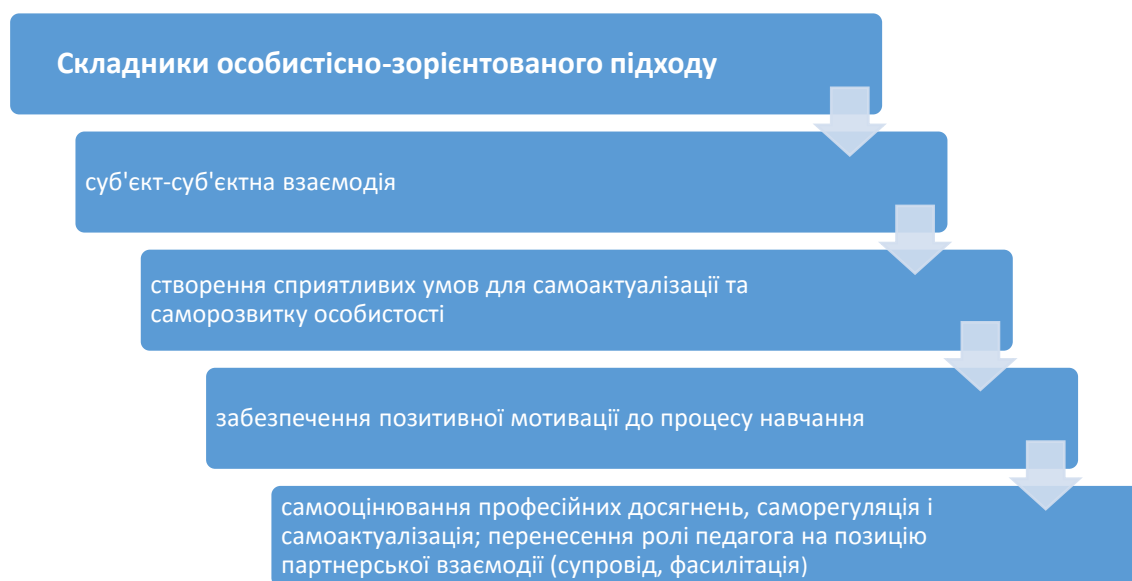 Складники особистісно-зорієнтованого підходу
суб'єкт-суб'єктна взаємодія
створення сприятливих умов для самоактуалізації та
саморозвитку особистості
забезпечення позитивної мотивації до процесу навчання
самооцінювання професійних досягнень, саморегуляція і
самоактуалізація; перенесення ролі педагога на позицію
партнерської взаємодії (супровід, фасилітація)